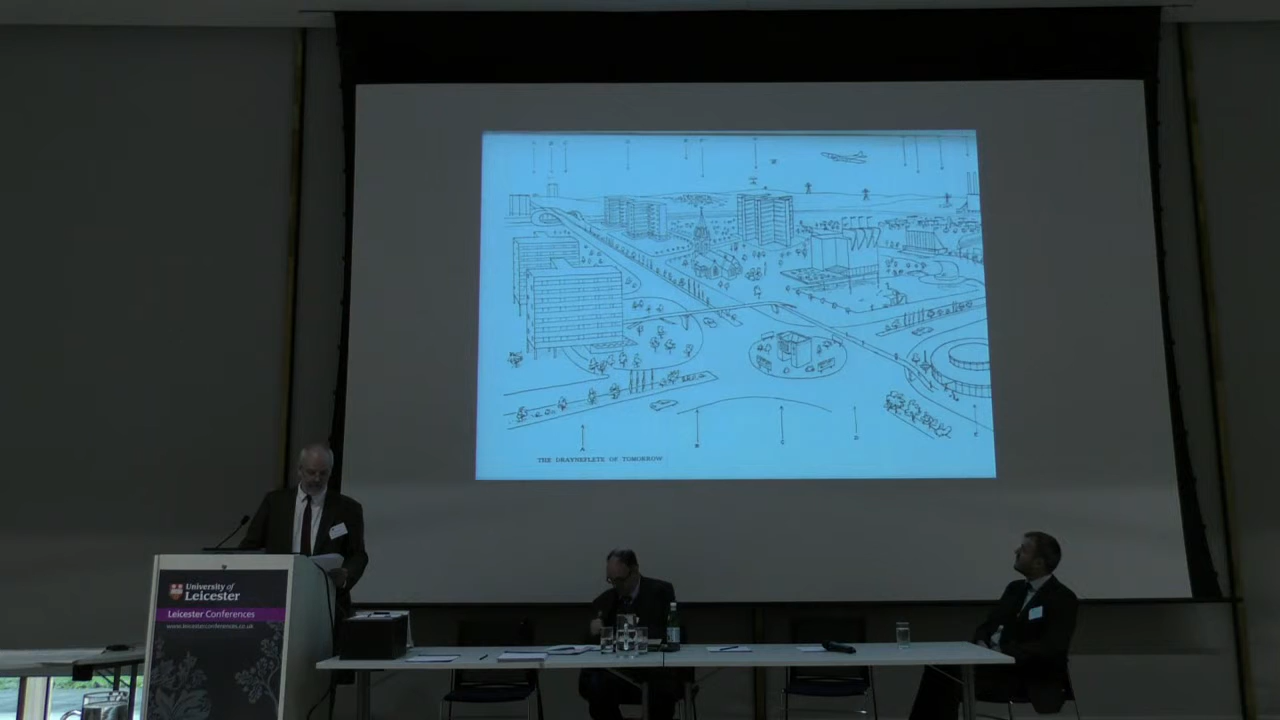 THE DRAYNEFLETE OF TOMORROW
A
B
C
D
University of
Leicester
Leicester Conferences
www.leicesterconferences.co.uk